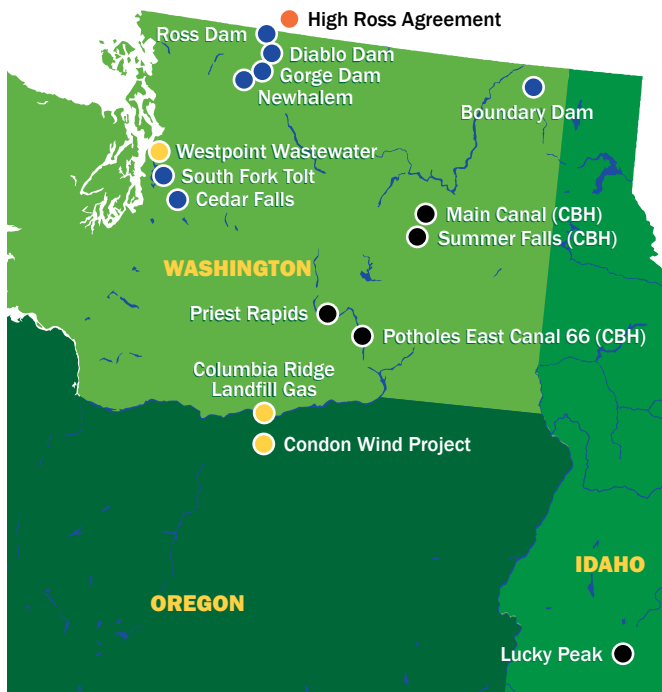 High Ross Agreement
Ross Dam
Diablo Dam
Gorge Dam
Newhalem
Boundary Dam
Westpoint Wastewater
South Fork Tolt
Cedar Falls
Main Canal (CBH)
Summer Falls (CBH)
WASHINGTON
Priest Rapids
Potholes East Canal 66 (CBH)
Columbia Ridge
Landfill Gas
Condon Wind Project
IDAHO
OREGON
Lucky Peak